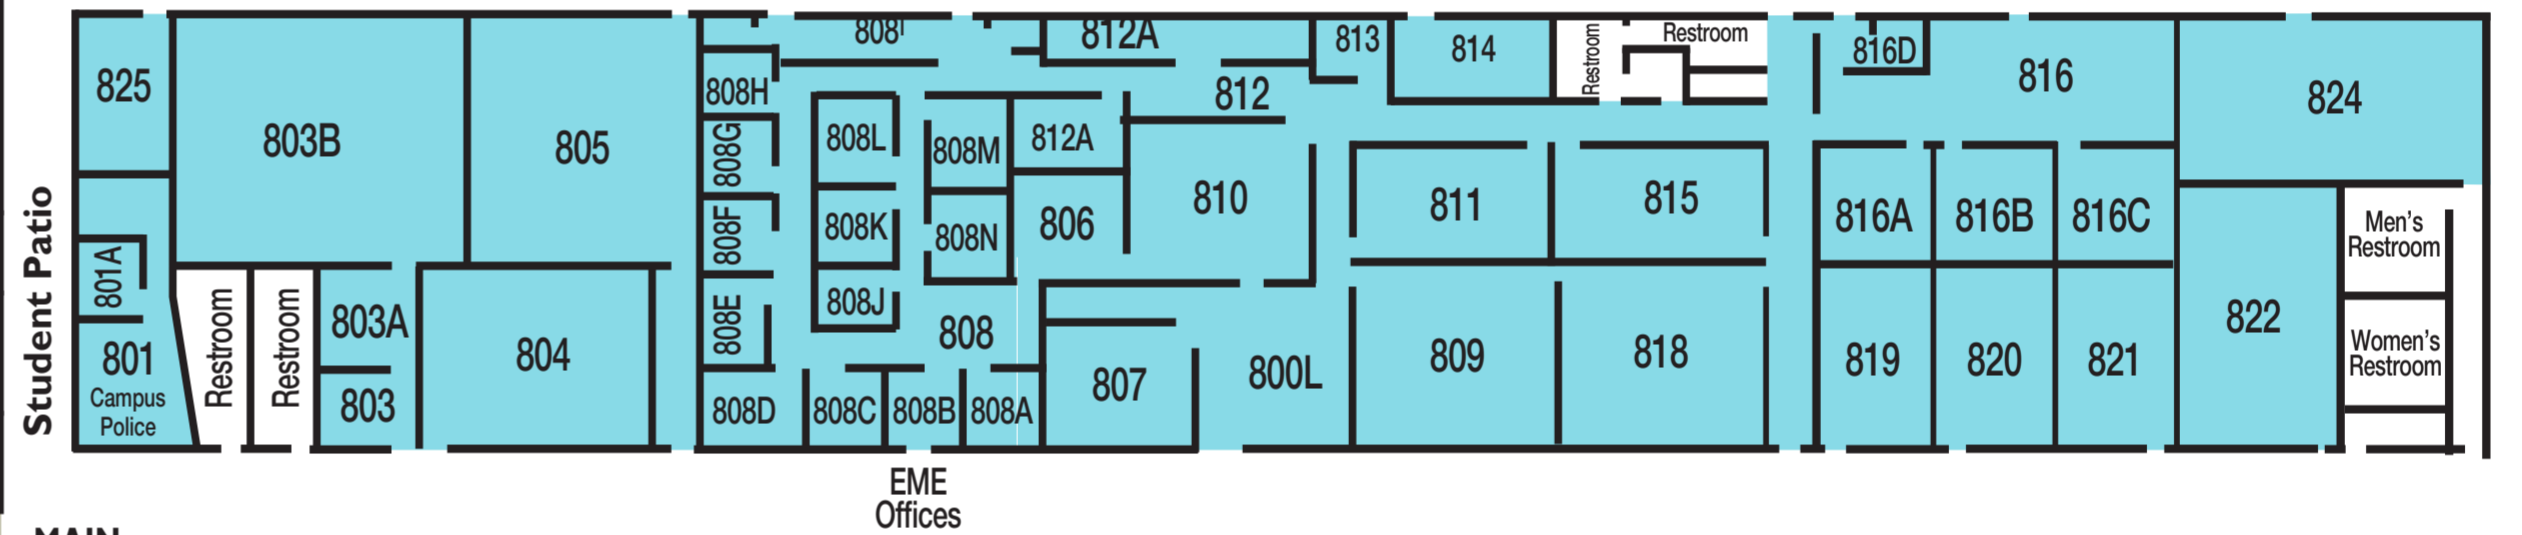 Student Patio
825
803B
805
801A
801
Campus
Police
Restroom
Restroom
803A
803
804
808I
808H
808G
808F
808E
808D
808L
808K
808J
808M
808N
808
808C
808B
808A
812A
812A
812
806
810
807
800L
813
814
Restroom
Restroom
811
815
809
818
816D
816
816A
816B
816C
819
820
821
824
822
Men's
Restroom
Women's
Restroom
EME
Offices
MAIN